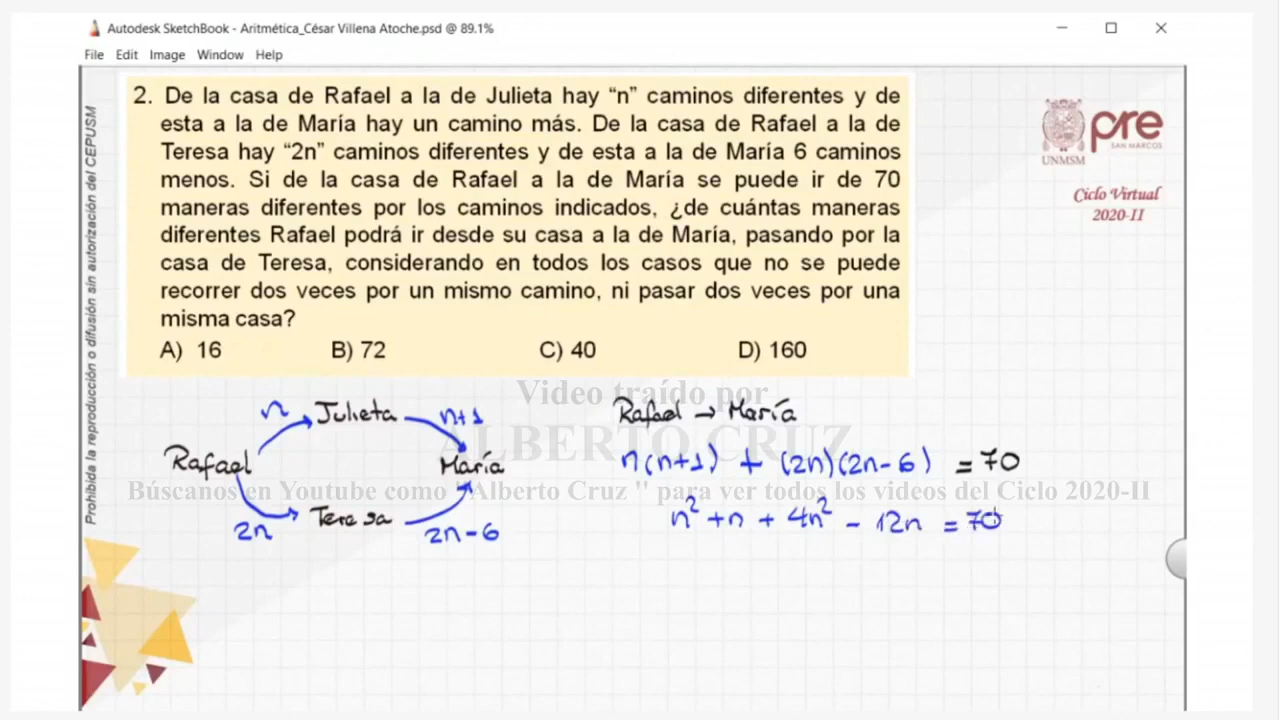 Autodesk SketchBook - Aritmética_César Villena Atoche.psd @ 89.1%
File Edit Image Window Help
Prohibida la reproducción o difusión sin autorización del CEPUSM
2. De la casa de Rafael a la de Julieta hay “n” caminos diferentes y de
esta a la de María hay un camino más. De la casa de Rafael a la de
Teresa hay “2n” caminos diferentes y de esta a la de María 6 caminos
menos. Si de la casa de Rafael a la de María se puede ir de 70
maneras diferentes por los caminos indicados, ¿de cuántas maneras
diferentes Rafael podrá ir desde su casa a la de María, pasando por la
casa de Teresa, considerando en todos los casos que no se puede
recorrer dos veces por un mismo camino, ni pasar dos veces por una
misma casa?
A) 16 B) 72 C) 40 D) 160
UNMSM
pre
SAN MARCOS
Ciclo Virtual
2020-II
Video traído por
ALBERTO CRUZ
Búscanos en Youtube como "Alberto Cruz " para ver todos los videos del Ciclo 2020-II
n Julieta n+1
Rafael María
2n Teresa 2n-6
Rafael → María
n(n+1) + (2n)(2n-6) = 70
n² + n + 4n² - 12n = 70